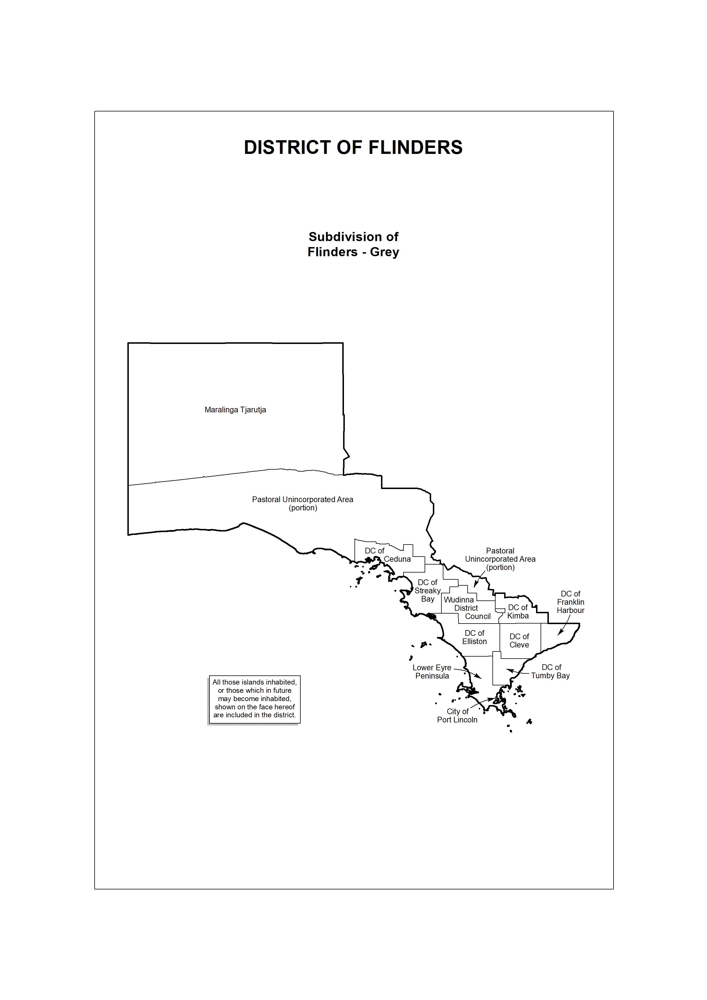 DISTRICT OF FLINDERS
Subdivision of
Flinders - Grey
Maralinga Tjarutja
Pastoral Unincorporated Area
(portion)
DC of
Ceduna
Pastoral
Unincorporated Area
(portion)
DC of
Streaky
Bay
Wudinna
District
Council
DC of
Kimba
DC of
Franklin
Harbour
DC of
Elliston
DC of
Cleve
Lower Eyre
Peninsula
DC of
Tumby Bay
City of
Port Lincoln
All those islands inhabited,
or those which in future
may become inhabited,
shown on the face hereof
are included in the district.